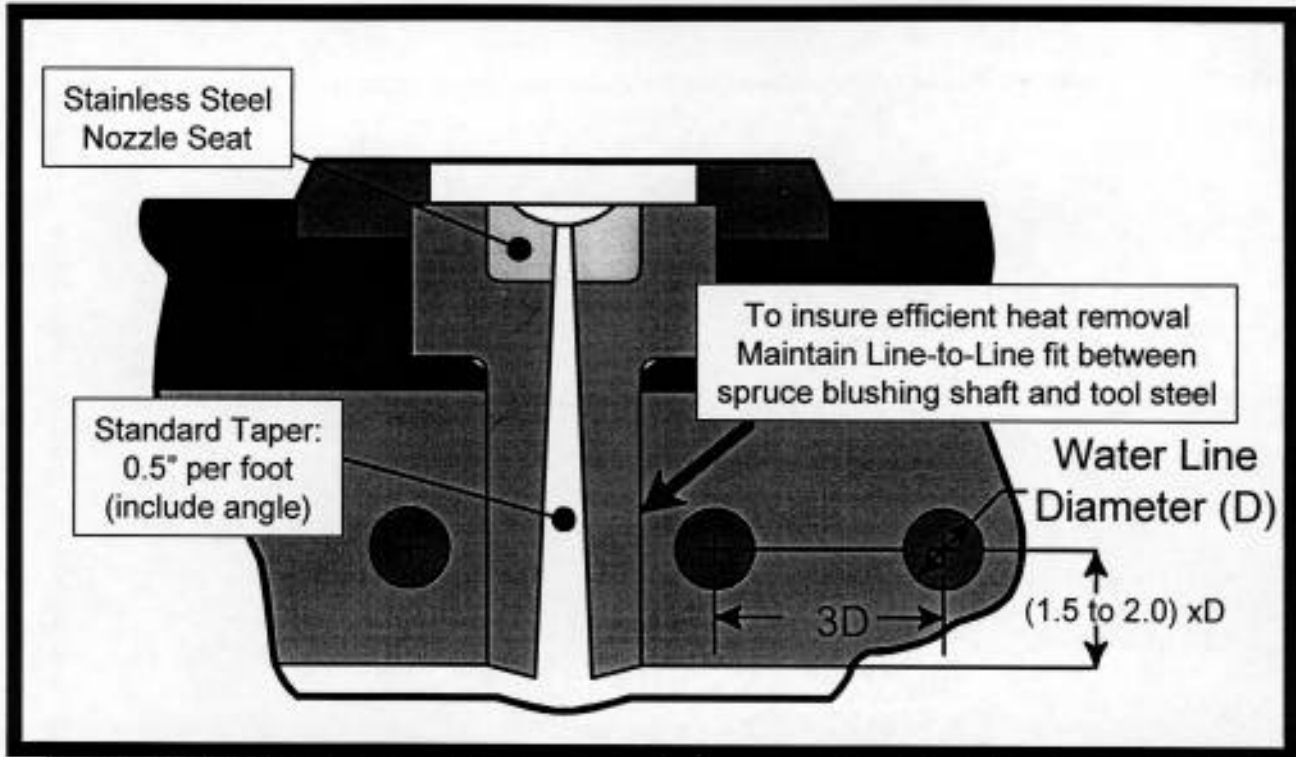 Stainless Steel
Nozzle Seat
To insure efficient heat removal
Maintain Line-to-Line fit between
spruce blushing shaft and tool steel
Standard Taper:
0.5" per foot
(include angle)
Water Line
Diameter (D)
3D
(1.5 to 2.0) xD